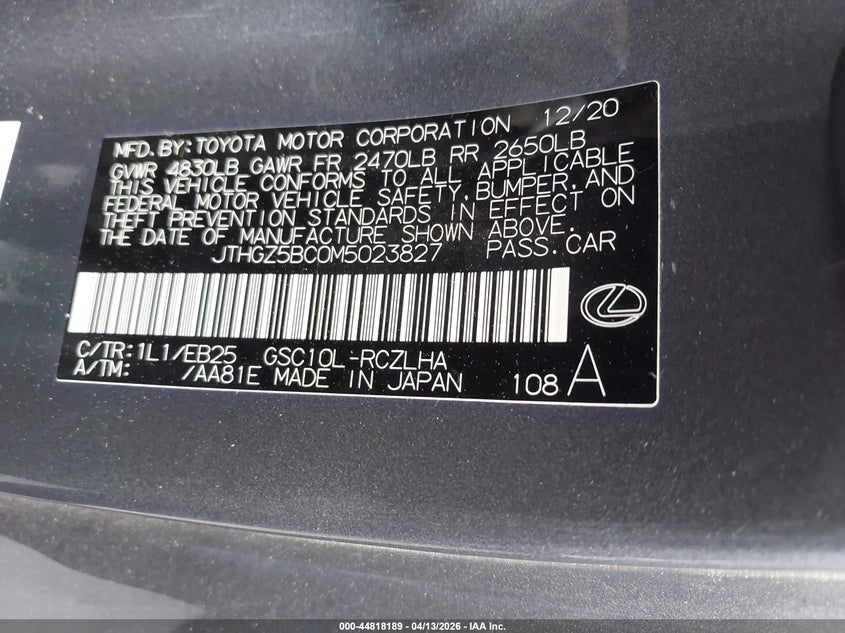 MFD. BY: TOYOTA MOTOR CORPORATION 12/20
GVWR 4830LB GAWR FR 2470LB RR 2650LB
THIS VEHICLE CONFORMS TO ALL APPLICABLE
FEDERAL MOTOR VEHICLE SAFETY, BUMPER, AND
THEFT PREVENTION STANDARDS IN EFFECT ON
THE DATE OF MANUFACTURE SHOWN ABOVE.
JTHGZ5BC0M5023827 PASS. CAR
C/TR: 1L1/EB25 GSC10L-RCZLHA
A/TM: /AA81E MADE IN JAPAN 108 A
000-44818189 - 04/13/2026 - IAA Inc.